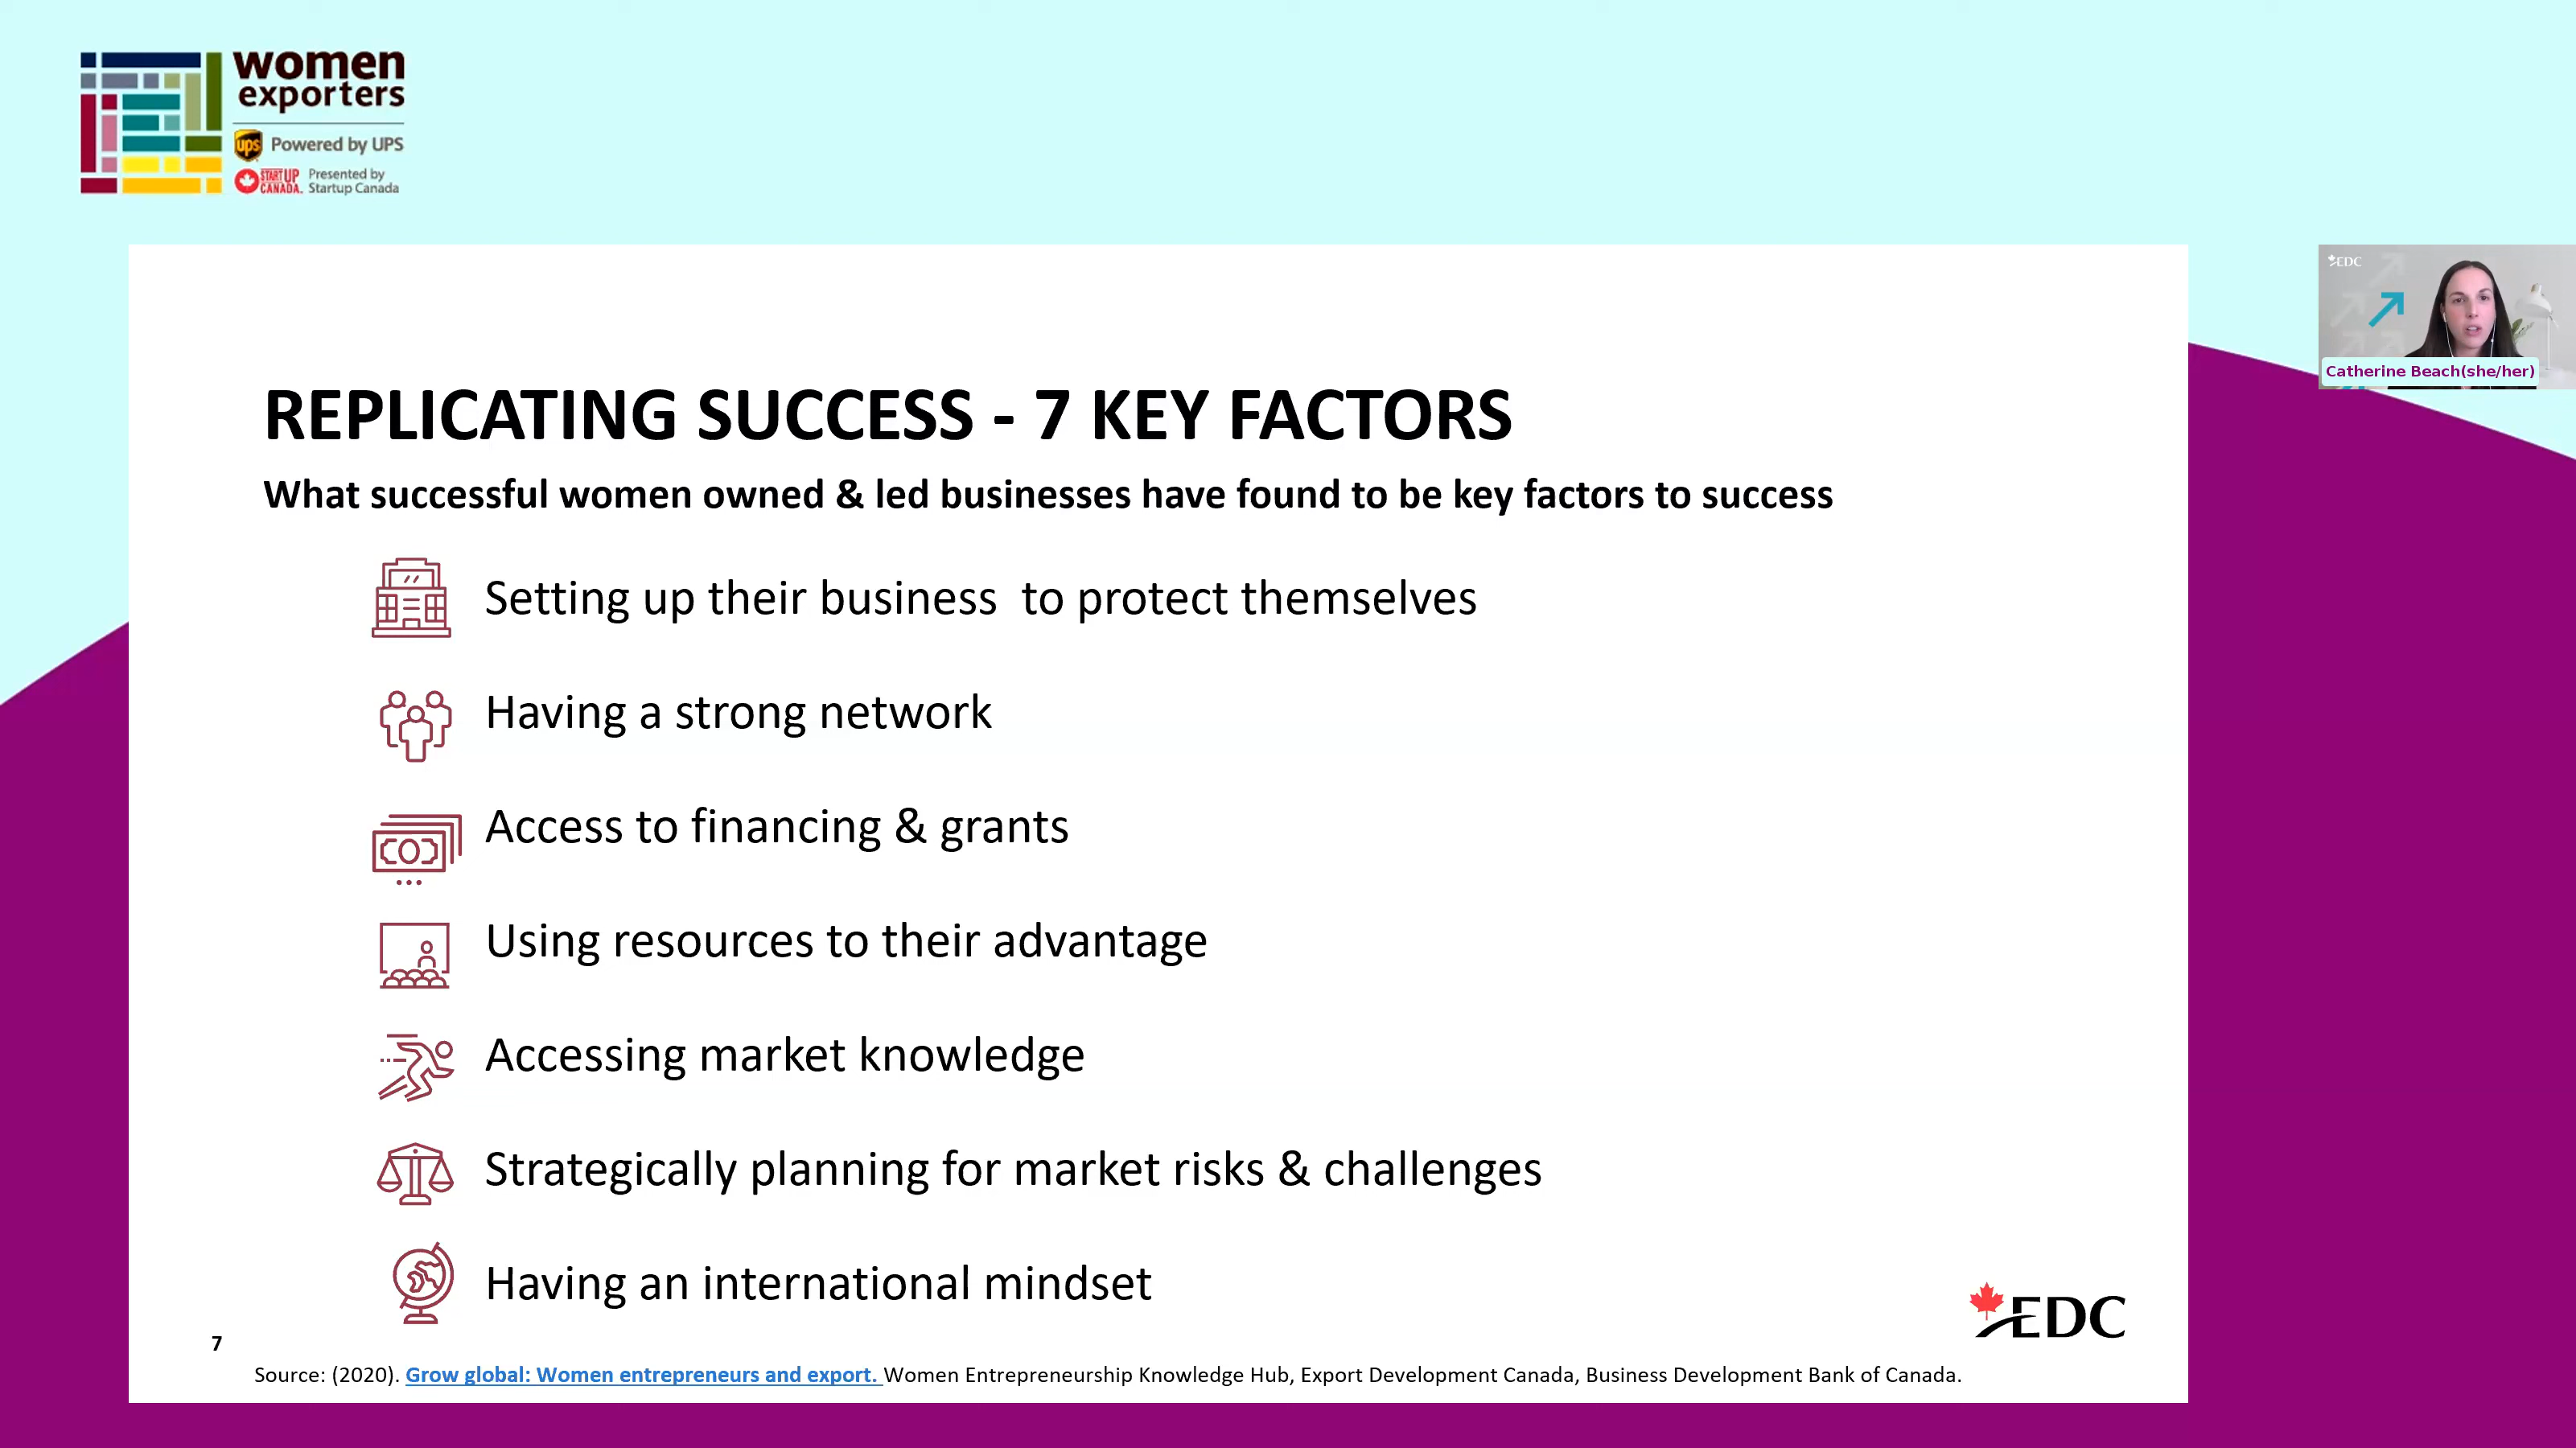 women
exporters
ups
Powered by UPS
STARTUP
CANADA.
Presented by
Startup Canada
EDC
Catherine Beach(she/her)
REPLICATING SUCCESS - 7 KEY FACTORS
What successful women owned & led businesses have found to be key factors to success
Setting up their business  to protect themselves
Having a strong network
Access to financing & grants
Using resources to their advantage
Accessing market knowledge
Strategically planning for market risks & challenges
Having an international mindset
EDC
7
Source: (2020). Grow global: Women entrepreneurs and export. Women Entrepreneurship Knowledge Hub, Export Development Canada, Business Development Bank of Canada.